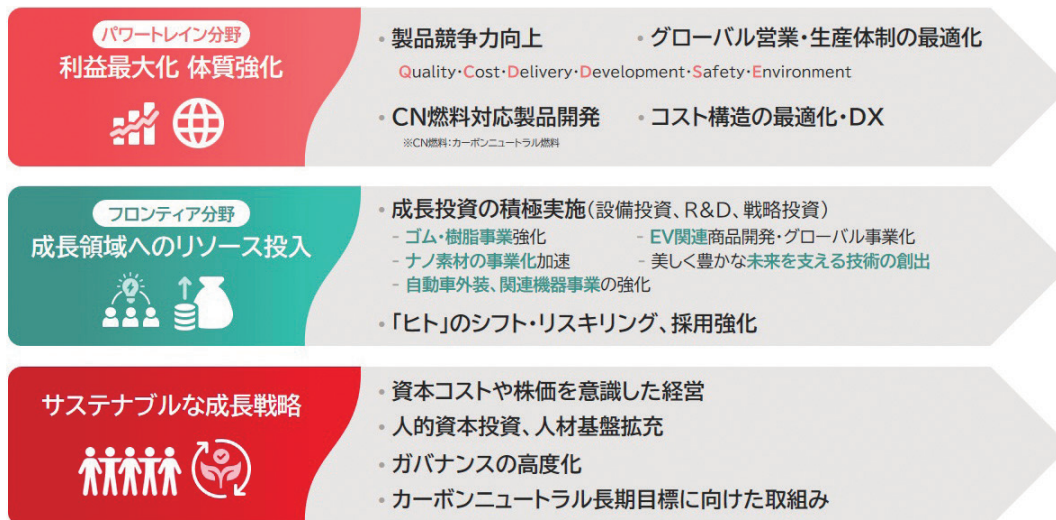 パワートレイン分野
利益最大化 体質強化
・製品競争力向上 ・グローバル営業・生産体制の最適化
Quality・Cost・Delivery・Development・Safety・Environment
・CN燃料対応製品開発 ・コスト構造の最適化・DX
※CN燃料:カーボンニュートラル燃料
フロンティア分野
成長領域へのリソース投入
・成長投資の積極実施(設備投資、R&D、戦略投資)
- ゴム・樹脂事業強化 - EV関連商品開発・グローバル事業化
- ナノ素材の事業化加速 - 美しく豊かな未来を支える技術の創出
- 自動車外装、関連機器事業の強化
・「ヒト」のシフト・リスキリング、採用強化
サステナブルな成長戦略
・資本コストや株価を意識した経営
・人的資本投資、人材基盤拡充
・ガバナンスの高度化
・カーボンニュートラル長期目標に向けた取組み